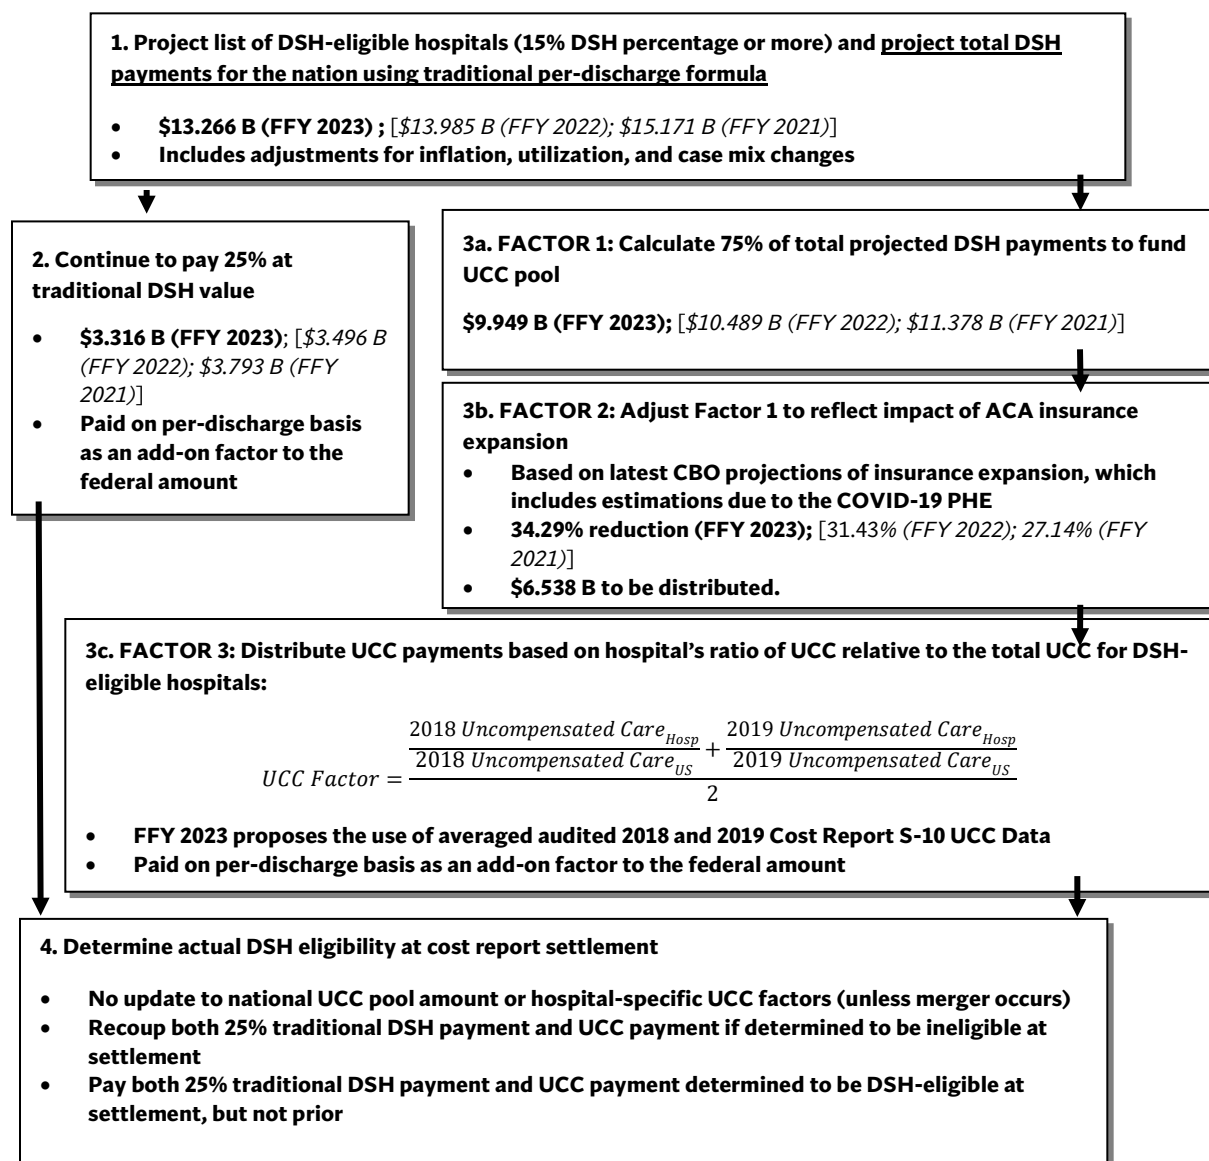 1. Project list of DSH-eligible hospitals (15% DSH percentage or more) and project total DSH
payments for the nation using traditional per-discharge formula
• $13.266 B (FFY 2023) ; [$13.985 B (FFY 2022); $15.171 B (FFY 2021)]
• Includes adjustments for inflation, utilization, and case mix changes
2. Continue to pay 25% at
traditional DSH value
• $3.316 B (FFY 2023); [$3.496 B
(FFY 2022); $3.793 B (FFY
2021)]
• Paid on per-discharge basis
as an add-on factor to the
federal amount
3a. FACTOR 1: Calculate 75% of total projected DSH payments to fund
UCC pool
$9.949 B (FFY 2023); [$10.489 B (FFY 2022); $11.378 B (FFY 2021)]
3b. FACTOR 2: Adjust Factor 1 to reflect impact of ACA insurance
expansion
• Based on latest CBO projections of insurance expansion, which
includes estimations due to the COVID-19 PHE
• 34.29% reduction (FFY 2023); [31.43% (FFY 2022); 27.14% (FFY
2021)]
• $6.538 B to be distributed.
3c. FACTOR 3: Distribute UCC payments based on hospital's ratio of UCC relative to the total UCC for DSH-
eligible hospitals:
2018 Uncompensated Care Hosp + 2019 Uncompensated Care Hosp
2018 Uncompensated Care US 2019 Uncompensated Care US
UCC Factor =
2
• FFY 2023 proposes the use of averaged audited 2018 and 2019 Cost Report S-10 UCC Data
• Paid on per-discharge basis as an add-on factor to the federal amount
4. Determine actual DSH eligibility at cost report settlement
• No update to national UCC pool amount or hospital-specific UCC factors (unless merger occurs)
• Recoup both 25% traditional DSH payment and UCC payment if determined to be ineligible at
settlement
• Pay both 25% traditional DSH payment and UCC payment determined to be DSH-eligible at
settlement, but not prior